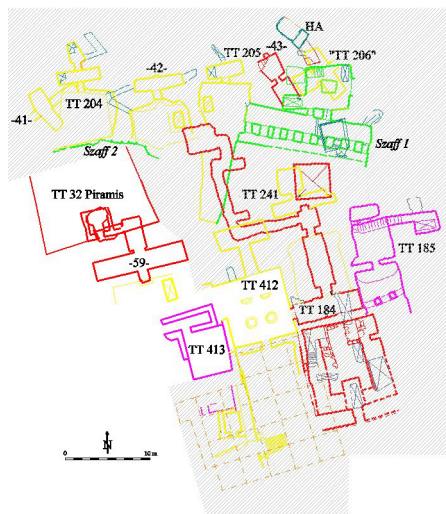 HA
-43-
TT 205
"TT 206"
-42-
TT 204
-41-
Szaff 2
Szaff 1
TT 32 Piramis
TT 241
TT 185
-59-
TT 412
TT 184
TT 413
N
0
10 m